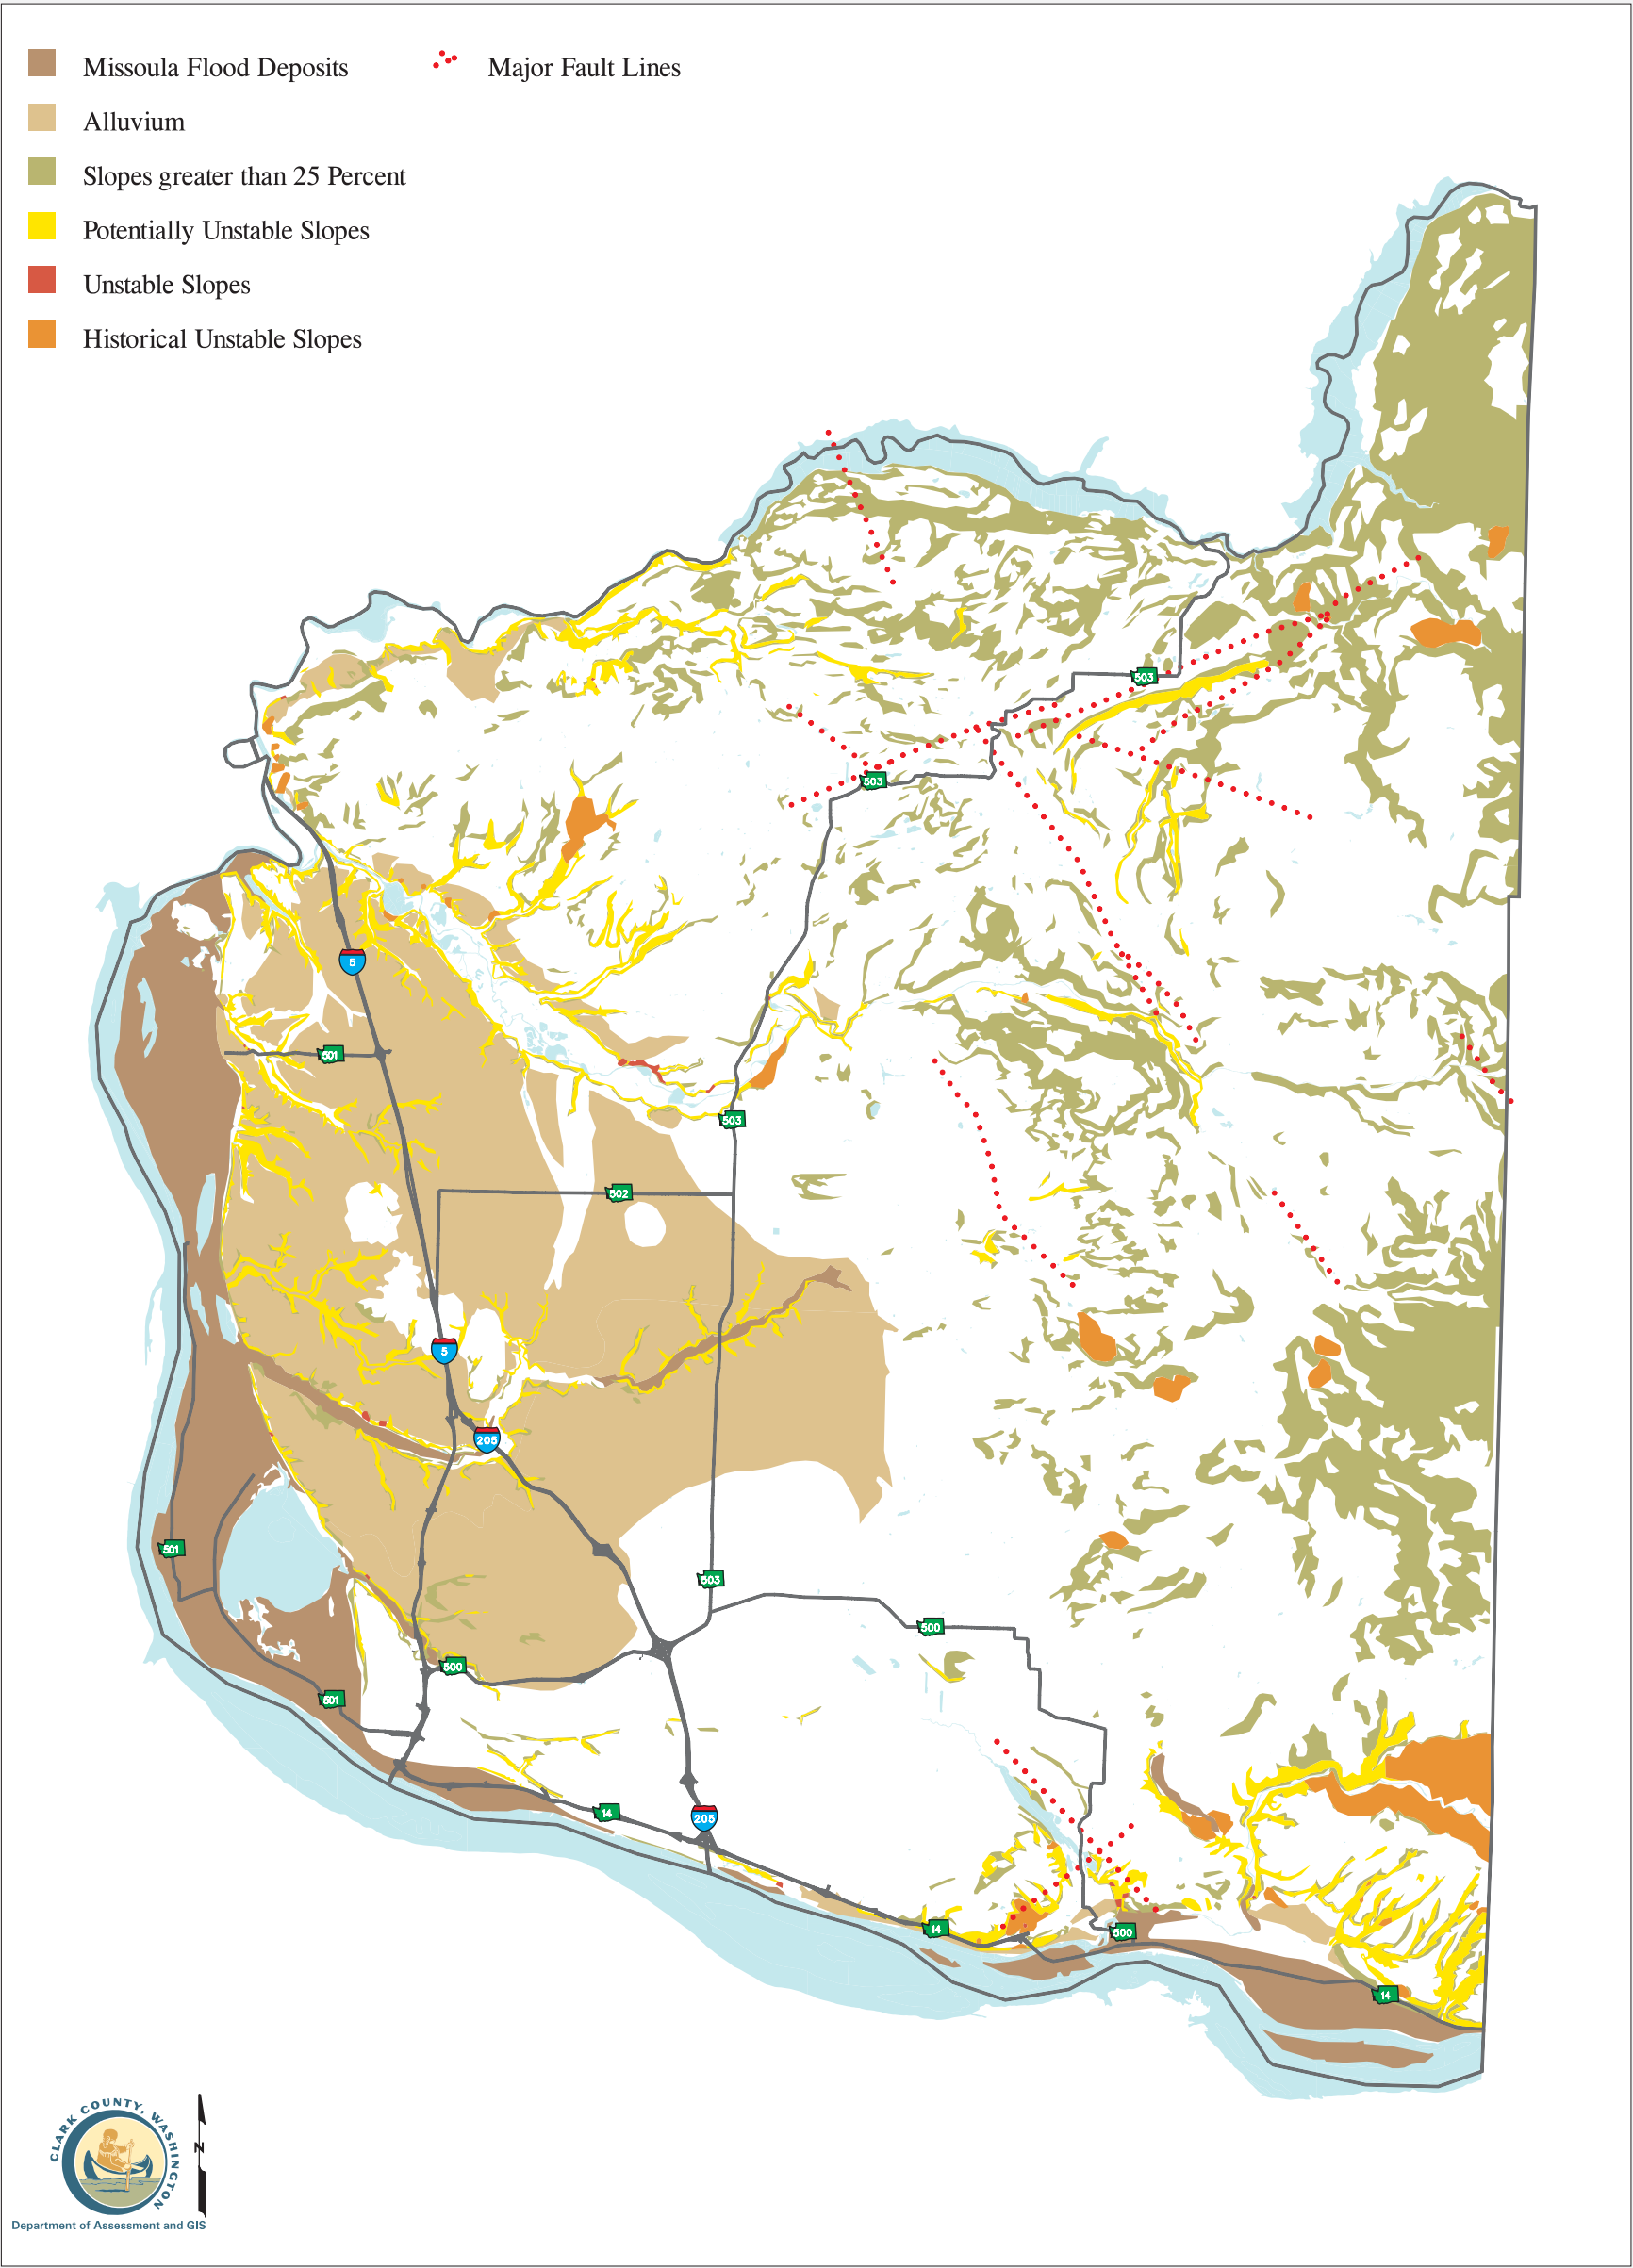 Missoula Flood Deposits
Major Fault Lines
Alluvium
Slopes greater than 25 Percent
Potentially Unstable Slopes
Unstable Slopes
Historical Unstable Slopes
503
503
5
501
503
502
5
205
501
503
500
500
501
14
205
14
500
14
CLARK COUNTY, WASHINGTON
N
Department of Assessment and GIS